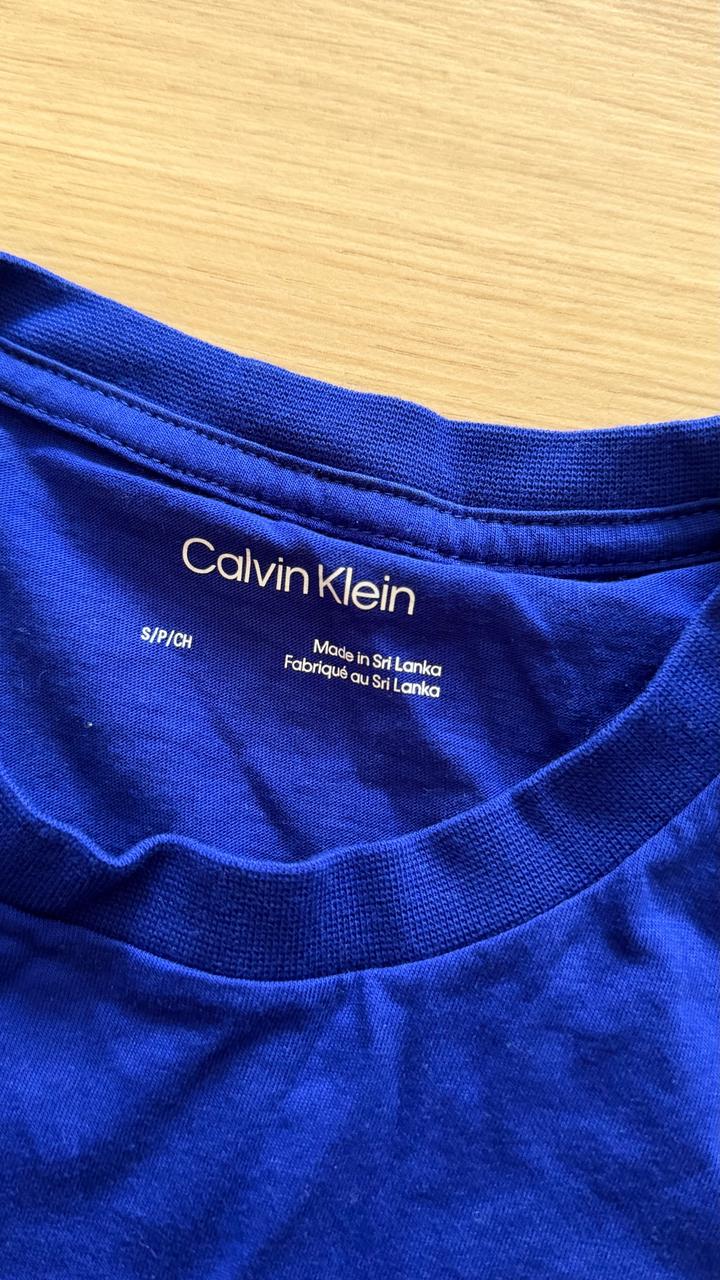 Calvin Klein
S/P/CH
Made in Sri Lanka
Fabriqué au Sri Lanka